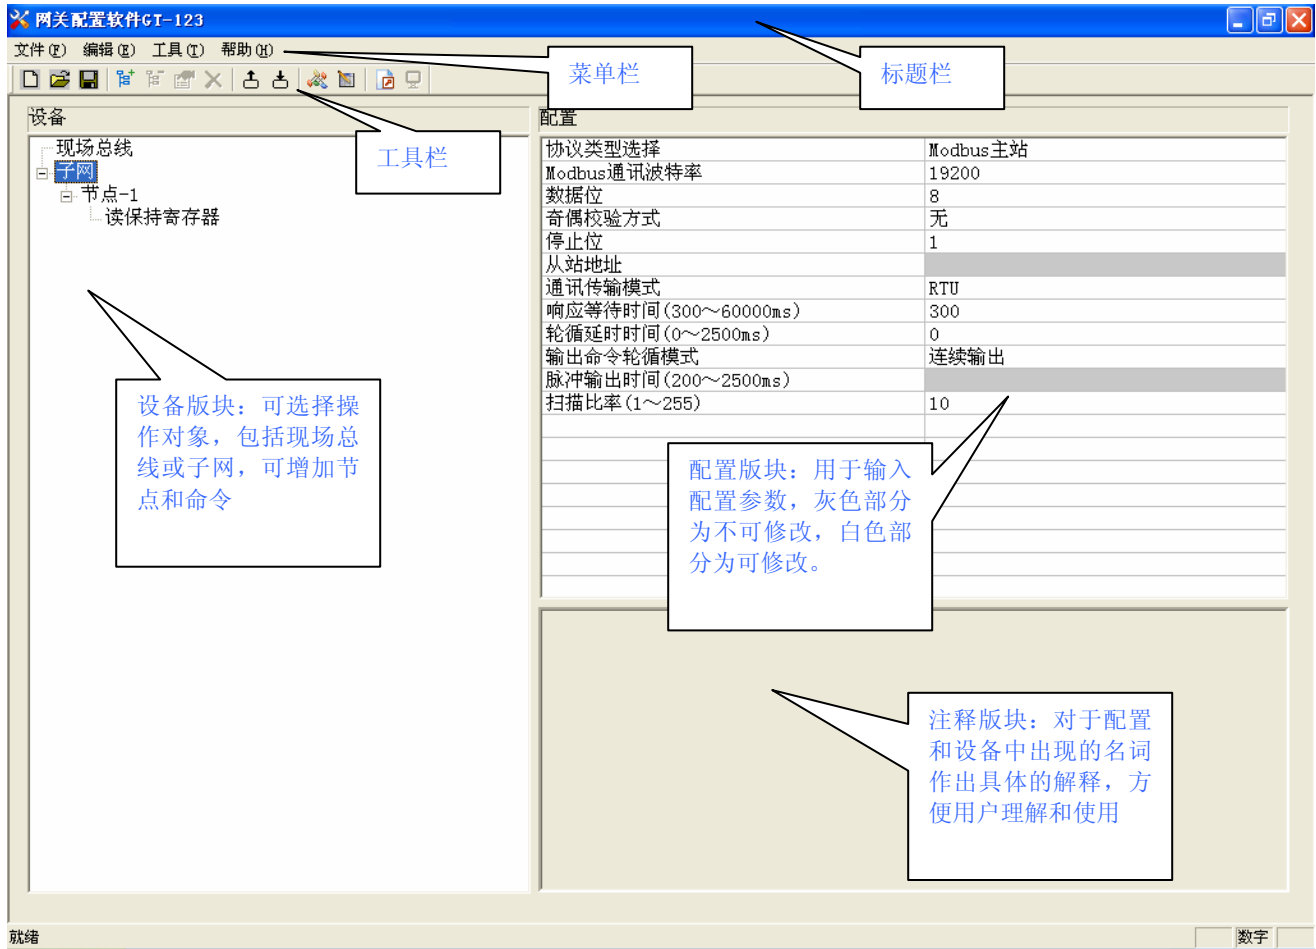 网关配置软件GT-123
文件(F) 编辑(E) 工具(T) 帮助(H)
菜单栏
标题栏
工具栏
设备
现场总线
子网
节点-1
读保持寄存器
设备版块：可选择操
作对象，包括现场总
线或子网，可增加节
点和命令
配置
协议类型选择 Modbus主站
Modbus通讯波特率 19200
数据位 8
奇偶校验方式 无
停止位 1
从站地址
通讯传输模式 RTU
响应等待时间(300～60000ms) 300
轮循延时时间(0～2500ms) 0
输出命令轮循模式 连续输出
脉冲输出时间(200～2500ms)
扫描比率(1～255) 10
配置版块：用于输入
配置参数，灰色部分
为不可修改，白色部
分为可修改。
注释版块：对于配置
和设备中出现的名词
作出具体的解释，方
便用户理解和使用
就绪
数字